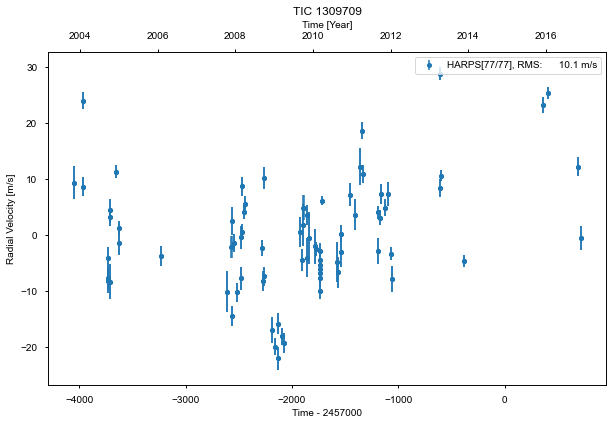 TIC 1309709
Time [Year]
2004 2006 2008 2010 2012 2014 2016
HARPS[77/77], RMS: 10.1 m/s
30
20
10
0
−10
−20
Radial Velocity [m/s]
−4000 −3000 −2000 −1000 0
Time - 2457000